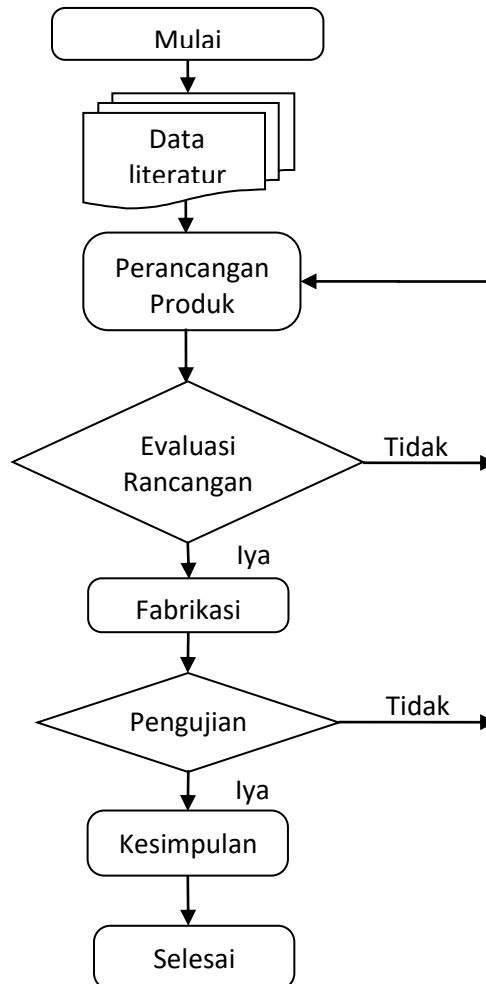 Mulai
Data
literatur
Perancangan
Produk
Evaluasi
Rancangan
Tidak
Iya
Fabrikasi
Pengujian
Tidak
Iya
Kesimpulan
Selesai